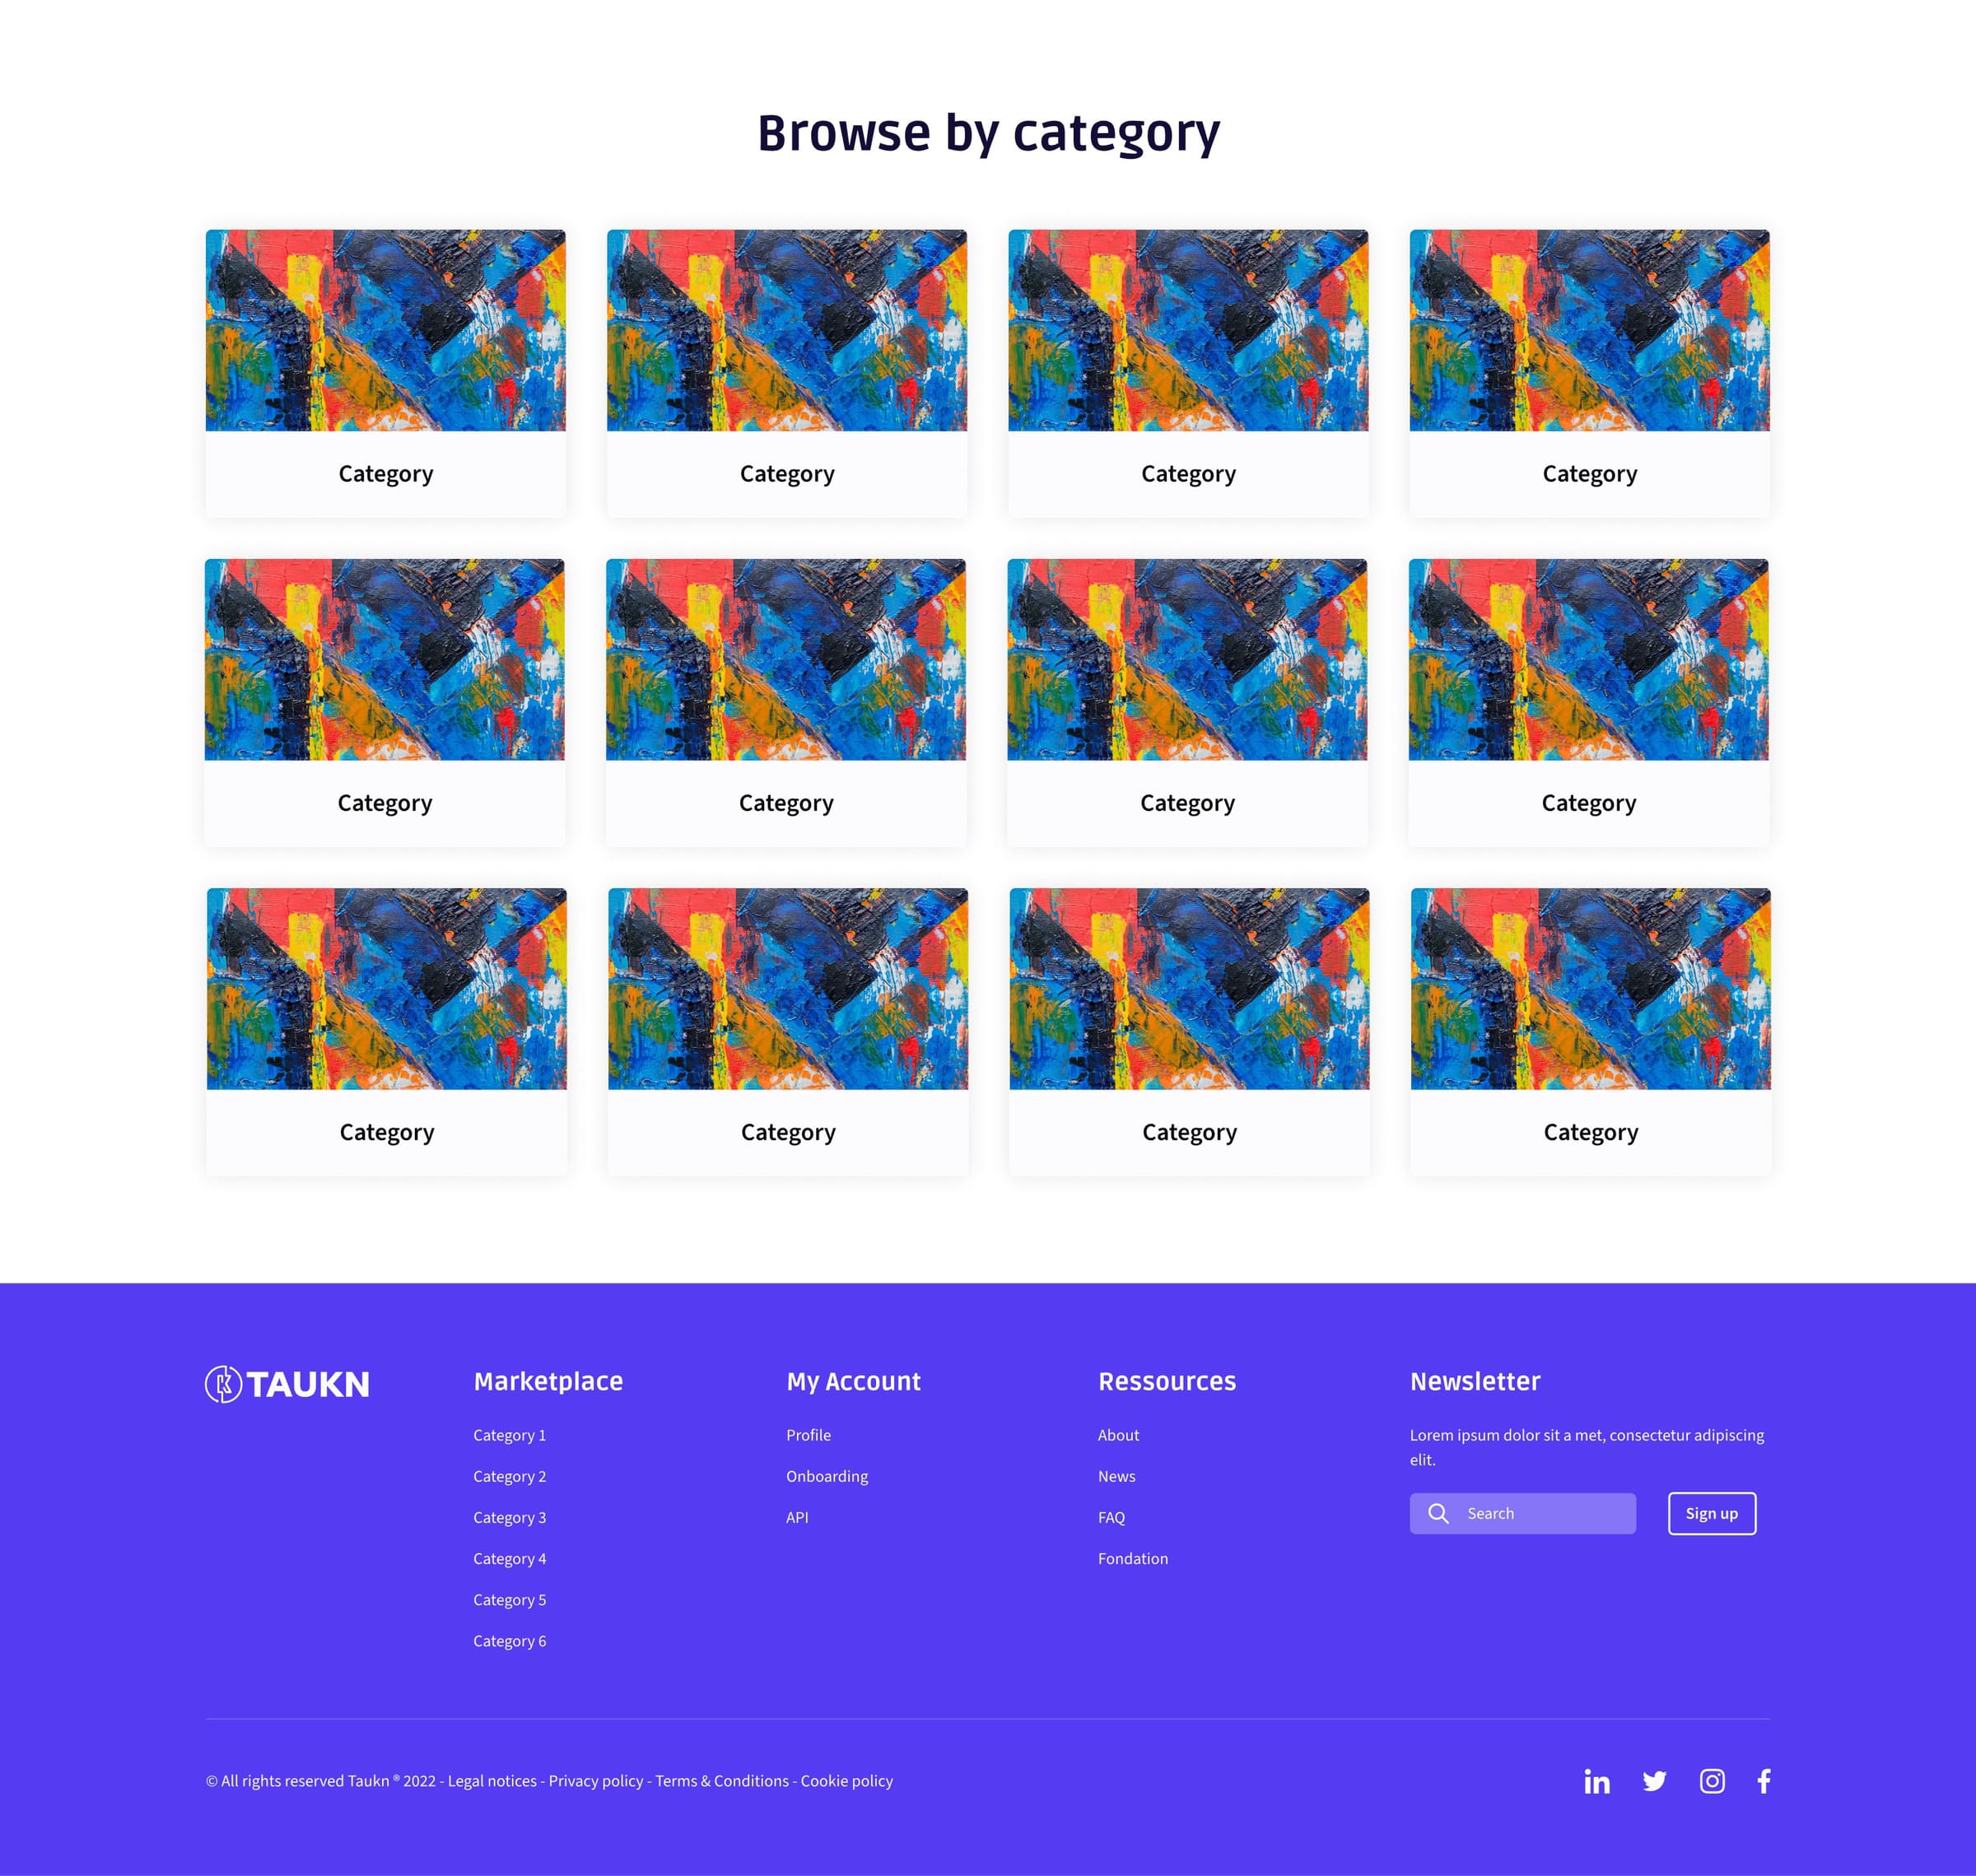 Browse by category
Category
Category
Category
Category
Category
Category
Category
Category
Category
Category
Category
Category
TAUKN
Marketplace
Category 1
Category 2
Category 3
Category 4
Category 5
Category 6
My Account
Profile
Onboarding
API
Ressources
About
News
FAQ
Fondation
Newsletter
Lorem ipsum dolor sit a met, consectetur adipiscing
elit.
Search
Sign up
© All rights reserved Taukn ® 2022 - Legal notices - Privacy policy - Terms & Conditions - Cookie policy